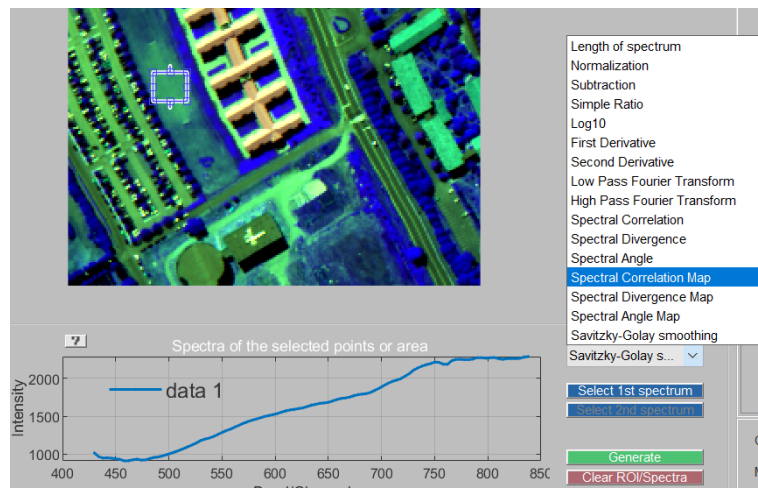 Length of spectrum
Normalization
Subtraction
Simple Ratio
Log10
First Derivative
Second Derivative
Low Pass Fourier Transform
High Pass Fourier Transform
Spectral Correlation
Spectral Divergence
Spectral Angle
Spectral Correlation Map
Spectral Divergence Map
Spectral Angle Map
Savitzky-Golay smoothing
Savitzky-Golay s...
Select 1st spectrum
Select 2nd spectrum
Generate
Clear ROI/Spectra
?
Spectra of the selected points or area
Intensity
2000
1500
1000
data 1
400 450 500 550 600 650 700 750 800 850